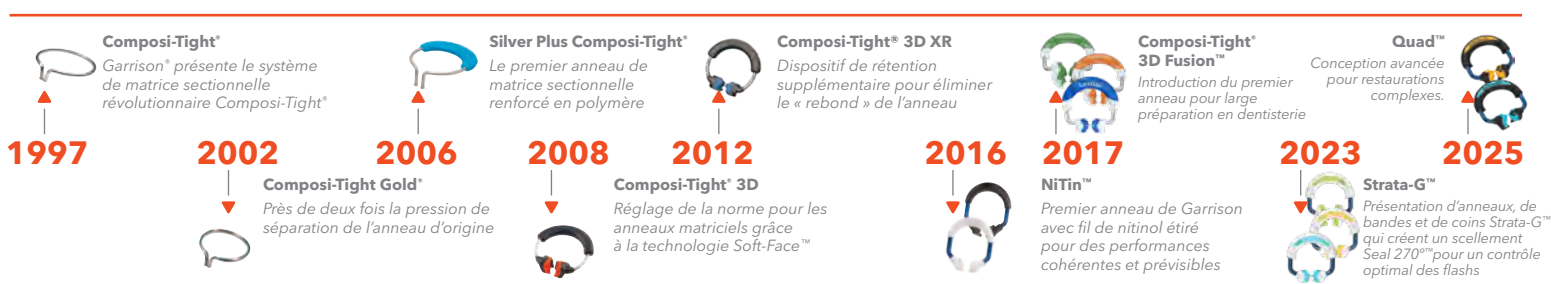 Composi-Tight®
Garrison® présente le système
de matrice sectionnelle
révolutionnaire Composi-Tight®
1997
2002
Composi-Tight Gold®
Près de deux fois la pression de
séparation de l'anneau d'origine
Silver Plus Composi-Tight®
Le premier anneau de
matrice sectionnelle
renforcé en polymère
2006
2008
Composi-Tight® 3D
Réglage de la norme pour les
anneaux matriciels grâce
à la technologie Soft-Face™
Composi-Tight® 3D XR
Dispositif de rétention
supplémentaire pour éliminer
le « rebond » de l'anneau
2012
2016
NiTin™
Premier anneau de Garrison
avec fil de nitinol étiré
pour des performances
cohérentes et prévisibles
Composi-Tight®
3D Fusion™
Introduction du premier
anneau pour large
préparation en dentisterie
2017
2023
Strata-G™
Présentation d'anneaux, de
bandes et de coins Strata-G™
qui créent un scellement
Seal 270°™pour un contrôle
optimal des flashs
Quad™
Conception avancée
pour restaurations
complexes.
2025